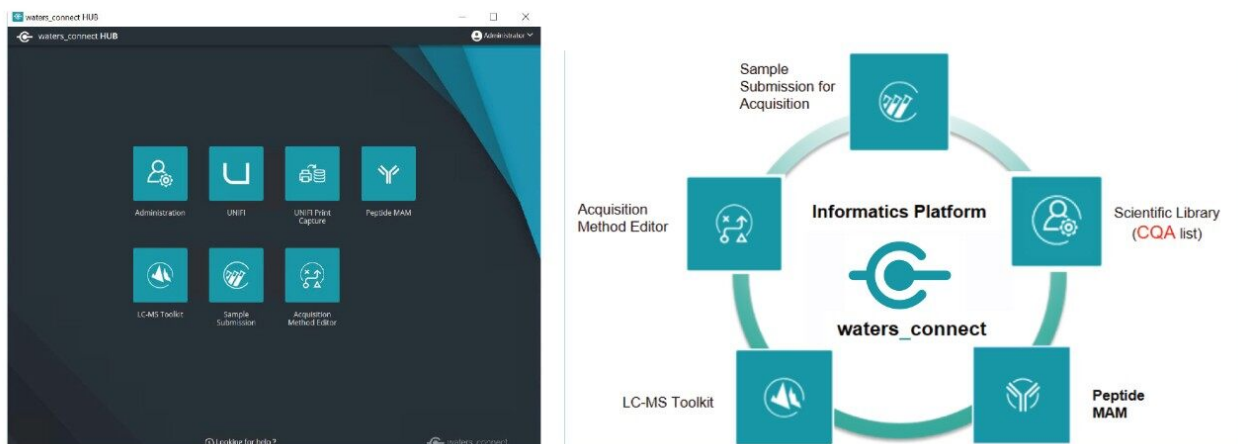 waters_connect HUB
waters_connect HUB
Administrator
Administration
UNIFI
UNIFI Print
Capture
Peptide MAM
LC-MS Toolkit
Sample
Submission
Acquisition
Method Editor
Looking for help?
waters_connect
Sample
Submission for
Acquisition
Acquisition
Method Editor
Informatics Platform
waters_connect
Scientific Library
(CQA list)
LC-MS Toolkit
Peptide
MAM